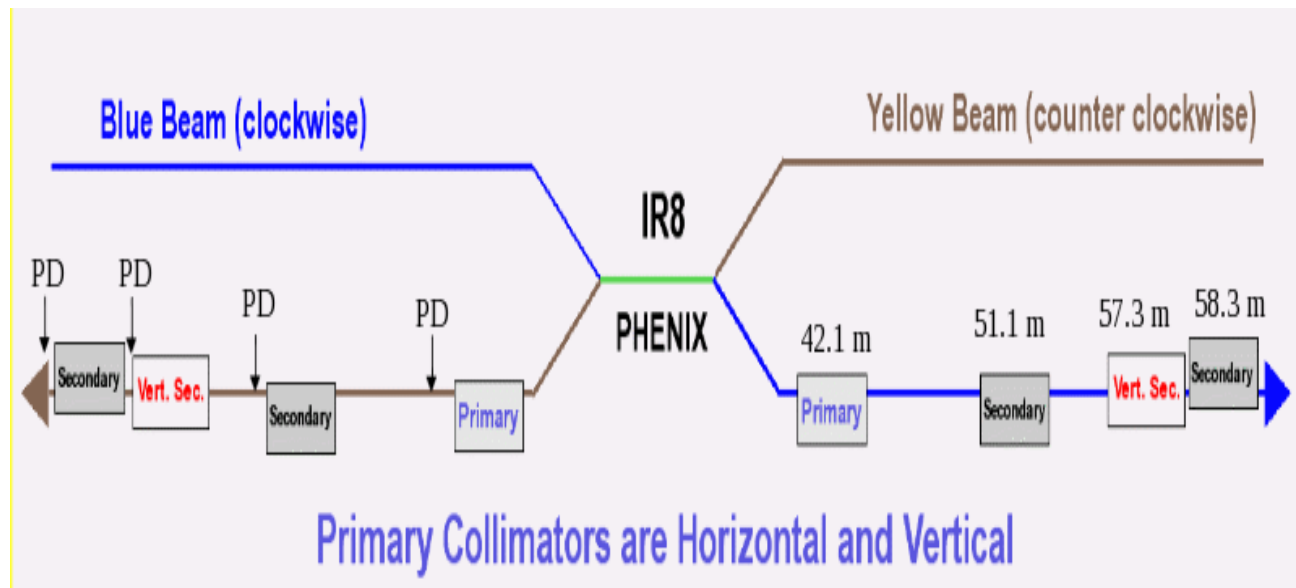 Blue Beam (clockwise)
Yellow Beam (counter clockwise)
IR8
PHENIX
PD
PD
PD
PD
42.1 m
51.1 m
57.3 m
58.3 m
Secondary
Vert. Sec.
Secondary
Primary
Primary
Secondary
Vert. Sec.
Secondary
Primary Collimators are Horizontal and Vertical